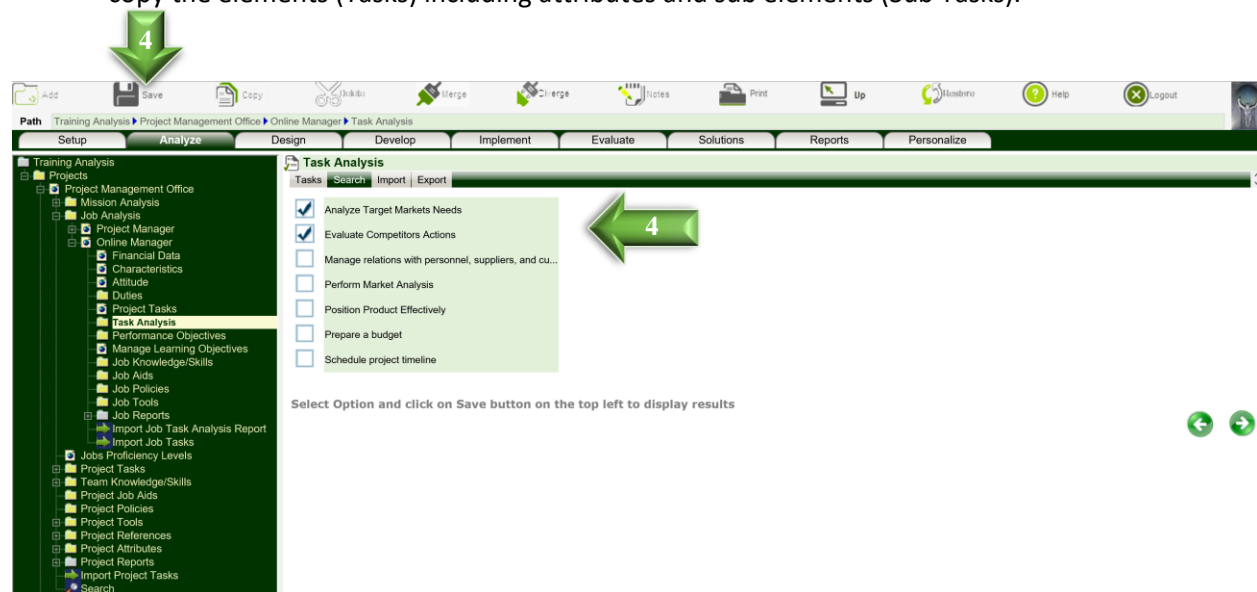 copy the elements (Tasks) including attributes and sub elements (Sub Tasks).
4
Add Save Copy Delete Merge Diverge Notes Print Up Restore Help Logout
Path Training Analysis Project Management Office Online Manager Task Analysis
Setup Analyze Design Develop Implement Evaluate Solutions Reports Personalize
Training Analysis
Projects
Project Management Office
Mission Analysis
Job Analysis
Project Manager
Online Manager
Financial Data
Characteristics
Attitude
Duties
Project Tasks
Task Analysis
Performance Objectives
Manage Learning Objectives
Job Knowledge/Skills
Job Aids
Job Policies
Job Tools
Job Reports
Import Job Task Analysis Report
Import Job Tasks
Jobs Proficiency Levels
Project Tasks
Team Knowledge/Skills
Project Job Aids
Project Policies
Project Tools
Project References
Project Attributes
Project Reports
Import Project Tasks
Search
Task Analysis
Tasks Search Import Export
Analyze Target Markets Needs
Evaluate Competitors Actions
4
Manage relations with personnel, suppliers, and cu...
Perform Market Analysis
Position Product Effectively
Prepare a budget
Schedule project timeline
Select Option and click on Save button on the top left to display results